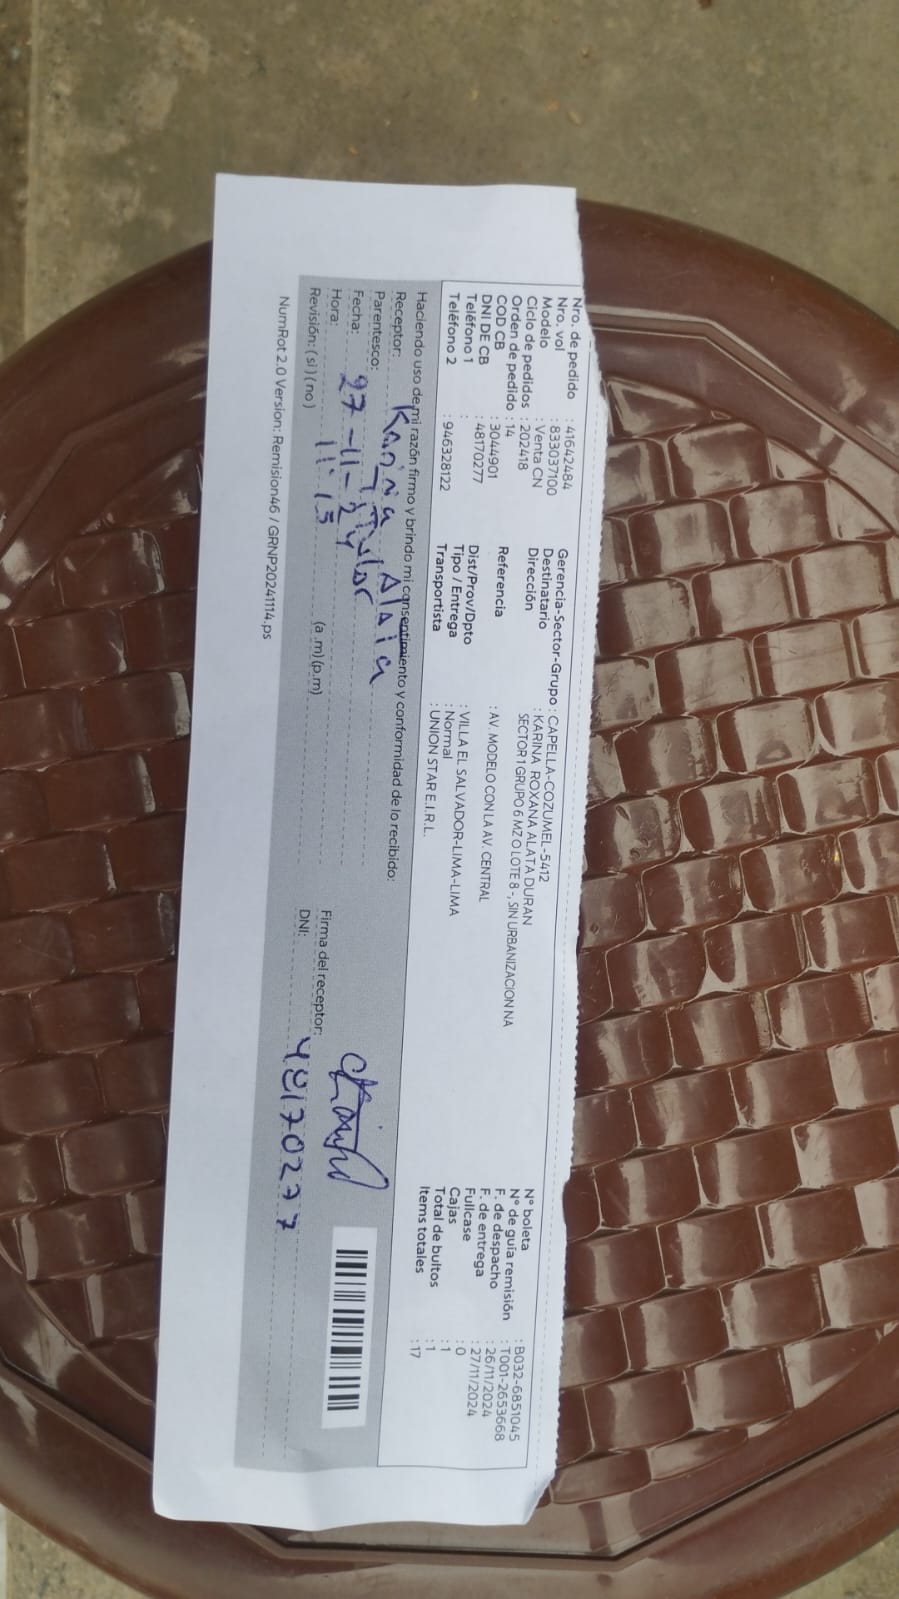 Nro. de pedido : 41642484
Nro. vol : 833037100
Modelo : Venta CN
Ciclo de pedidos : 202418
Orden de pedido : 14
COD CB : 3044901
DNI DE CB : 48170277
Teléfono 1 :
Teléfono 2 : 946328122
Gerencia-Sector-Grupo : CAPELLA-COZUMEL-5412
Destinatario : KARINA ROXANA ALATA DURAN
Dirección : SECTOR 1 GRUPO 6 MZ O LOTE 8 -, SIN URBANIZACION NA
Referencia : AV. MODELO CON LA AV. CENTRAL
Dist/Prov/Dpto : VILLA EL SALVADOR-LIMA-LIMA
Tipo / Entrega : Normal
Transportista : UNION STAR E.I.R.L.
N° boleta : B032-6851045
N° de guía remisión : T001-2653668
F. de despacho : 26/11/2024
F. de entrega : 27/11/2024
Fullcase : 0
Cajas : 1
Total de bultos : 1
Items totales : 17
Haciendo uso de mi razón firmo y brindo mi consentimiento y conformidad de lo recibido:
Receptor: Karina Alata
Parentesco: Titular
Fecha: 27-11-24
Hora: 11:15 (a .m) (p.m)
Revisión: ( si ) ( no )
Firma del receptor:
DNI: 48170277
NumRot 2.0 Version: Remision46 / GRNP20241114.ps